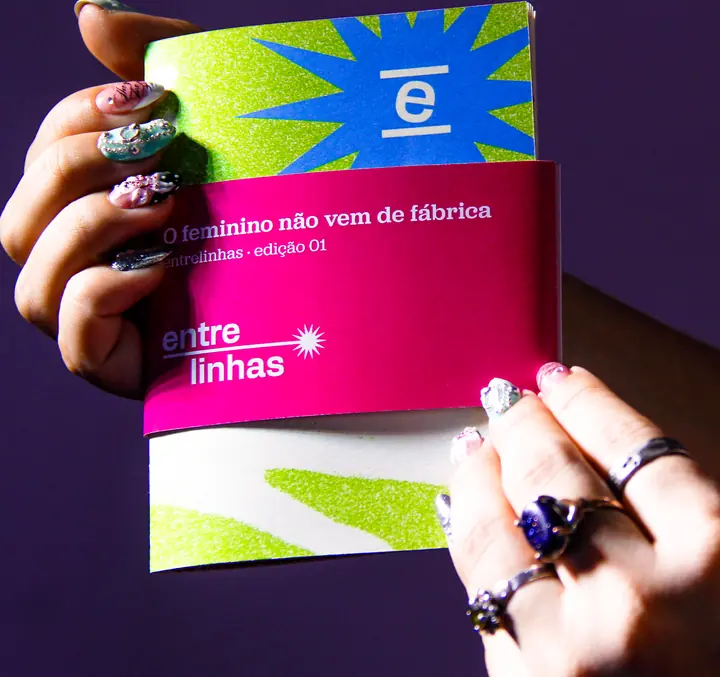 e
O feminino não vem de fábrica
entrelinhas · edição 01
entre
linhas